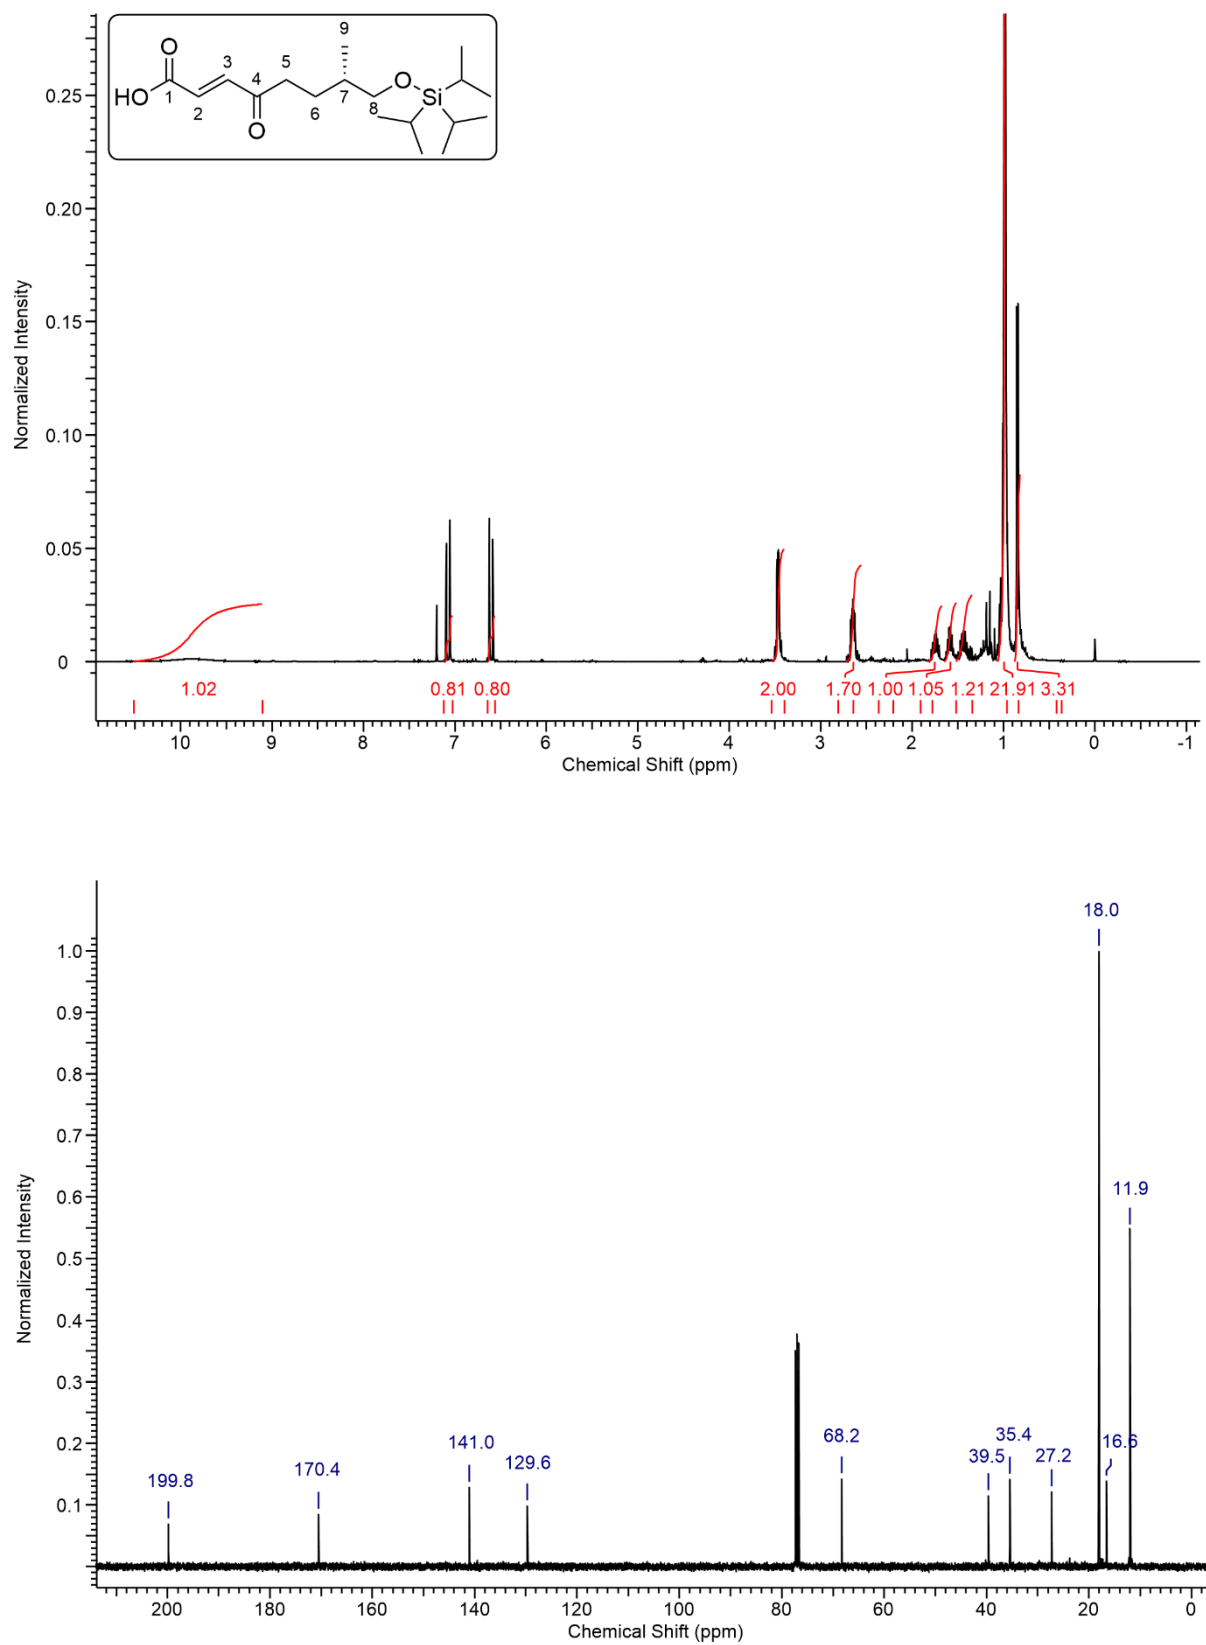 O
9
3
5
O
HO
1
4
7
Si
2
6
8
O
0.25
0.20
0.15
0.10
0.05
0
Normalized Intensity
1.02 0.81 0.80 2.00 1.70 1.00 1.05 1.21 21.91 3.31
10 9 8 7 6 5 4 3 2 1 0 -1
Chemical Shift (ppm)
18.0
1.0
0.9
0.8
0.7
0.6
0.5
0.4
0.3
0.2
0.1
Normalized Intensity
11.9
199.8 170.4 141.0 129.6 68.2 39.5 35.4 27.2 16.6
200 180 160 140 120 100 80 60 40 20 0
Chemical Shift (ppm)